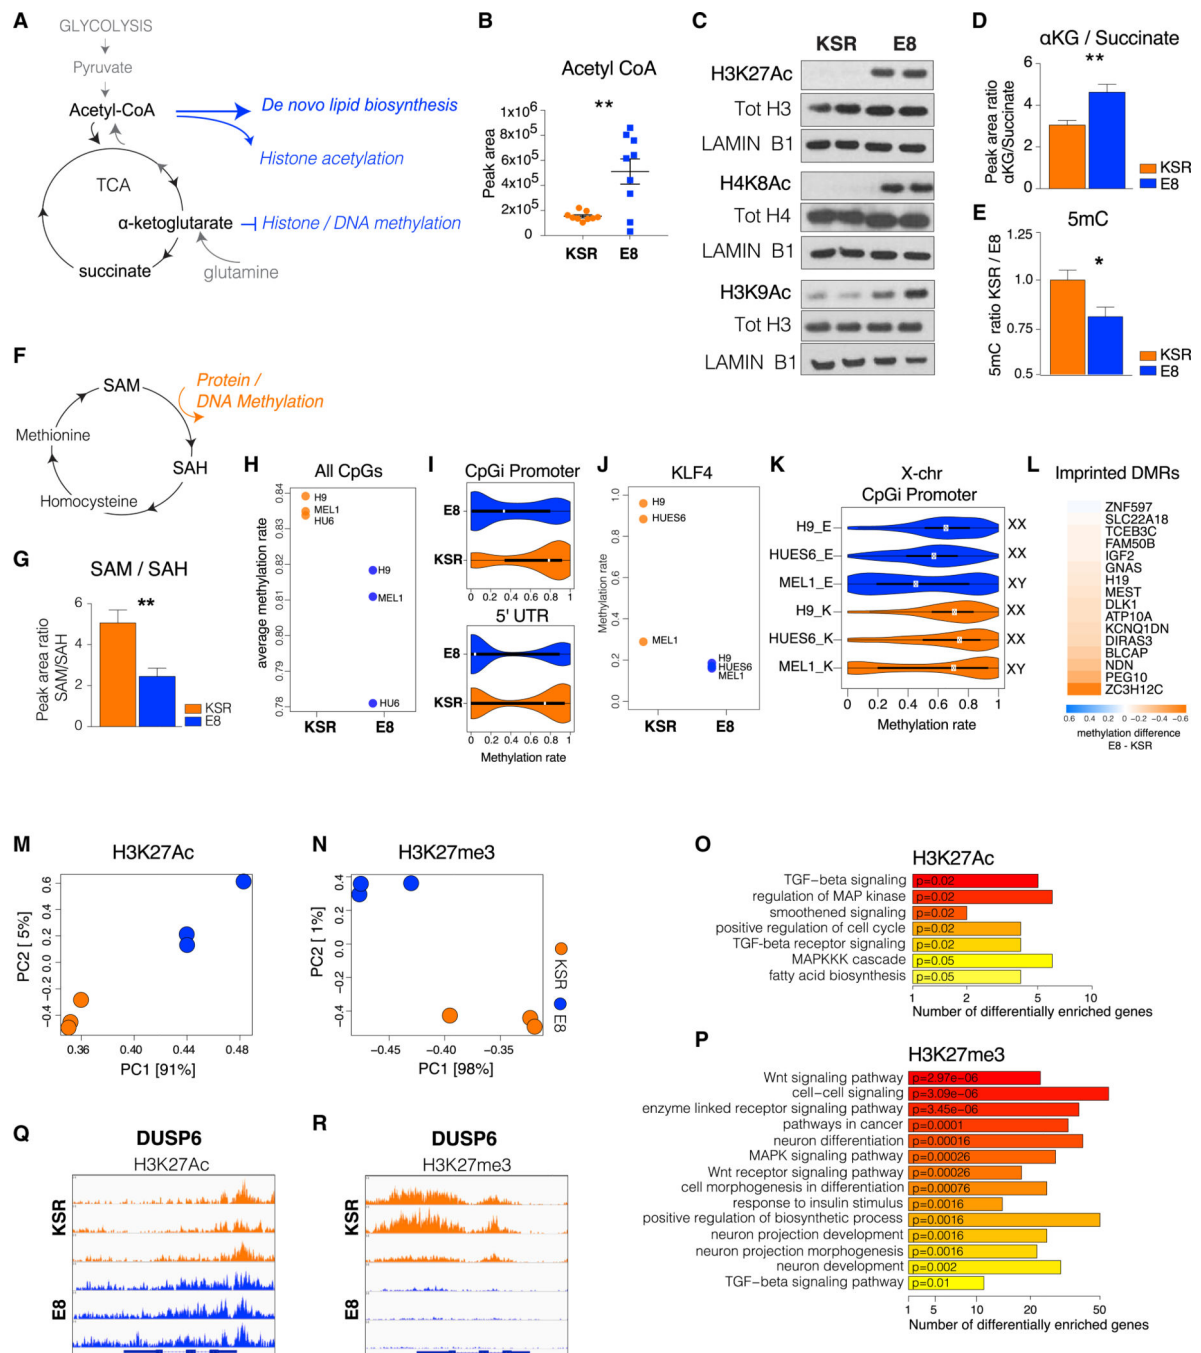 A
GLYCOLYSIS
Pyruvate
Acetyl-CoA
De novo lipid biosynthesis
Histone acetylation
TCA
α-ketoglutarate
Histone / DNA methylation
succinate
glutamine
B
Acetyl CoA
**
Peak area
1x10⁶
8x10⁵
6x10⁵
4x10⁵
2x10⁵
0
KSR E8
C
KSR E8
H3K27Ac
Tot H3
LAMIN B1
H4K8Ac
Tot H4
LAMIN B1
H3K9Ac
Tot H3
LAMIN B1
D
αKG / Succinate
**
Peak area ratio
αKG/Succinate
6
4
2
0
KSR
E8
E
5mC
*
5mC ratio KSR / E8
1.25
1.0
0.75
0.5
KSR
E8
F
SAM
Protein /
DNA Methylation
Methionine
SAH
Homocysteine
G
SAM / SAH
**
Peak area ratio
SAM/SAH
6
4
2
0
KSR
E8
H
All CpGs
average methylation rate
0.84
0.83
0.82
0.81
0.80
0.79
0.78
H9
MEL1
HU6
H9
MEL1
HU6
KSR E8
I
CpGi Promoter
E8
KSR
0 0.2 0.4 0.6 0.8 1
5' UTR
E8
KSR
0 0.2 0.4 0.6 0.8 1
Methylation rate
J
KLF4
Methylation rate
1.0
0.8
0.6
0.4
0.2
0.0
H9
HUES6
MEL1
H9
HUES6
MEL1
KSR E8
K
X-chr
CpGi Promoter
H9_E XX
HUES6_E XX
MEL1_E XY
H9_K XX
HUES6_K XX
MEL1_K XY
0 0.2 0.4 0.6 0.8 1
Methylation rate
L
Imprinted DMRs
ZNF597
SLC22A18
TCEB3C
FAM50B
IGF2
GNAS
H19
MEST
DLK1
ATP10A
KCNQ1DN
DIRAS3
BLCAP
NDN
PEG10
ZC3H12C
0.6 0.4 0.2 0 -0.2 -0.4 -0.6
methylation difference
E8 - KSR
M
H3K27Ac
PC2 [ 5%]
0.6
0.4
0.2
0.0
−0.2
−0.4
0.36 0.40 0.44 0.48
PC1 [91%]
N
H3K27me3
PC2 [ 1%]
0.4
0.2
0.0
−0.4
−0.45 −0.40 −0.35
PC1 [98%]
KSR
E8
O
H3K27Ac
TGF−beta signaling p=0.02
regulation of MAP kinase p=0.02
smoothened signaling p=0.02
positive regulation of cell cycle p=0.02
TGF-beta receptor signaling p=0.02
MAPKKK cascade p=0.05
fatty acid biosynthesis p=0.05
1 2 5 10
Number of differentially enriched genes
P
H3K27me3
Wnt signaling pathway p=2.97e−06
cell−cell signaling p=3.09e−06
enzyme linked receptor signaling pathway p=3.45e−06
pathways in cancer p=0.0001
neuron differentiation p=0.00016
MAPK signaling pathway p=0.00026
Wnt receptor signaling pathway p=0.00026
cell morphogenesis in differentiation p=0.00076
response to insulin stimulus p=0.0016
positive regulation of biosynthetic process p=0.0016
neuron projection development p=0.0016
neuron projection morphogenesis p=0.0016
neuron development p=0.002
TGF−beta signaling pathway p=0.01
1 5 10 20 50
Number of differentially enriched genes
Q
DUSP6
H3K27Ac
KSR
E8
R
DUSP6
H3K27me3
KSR
E8